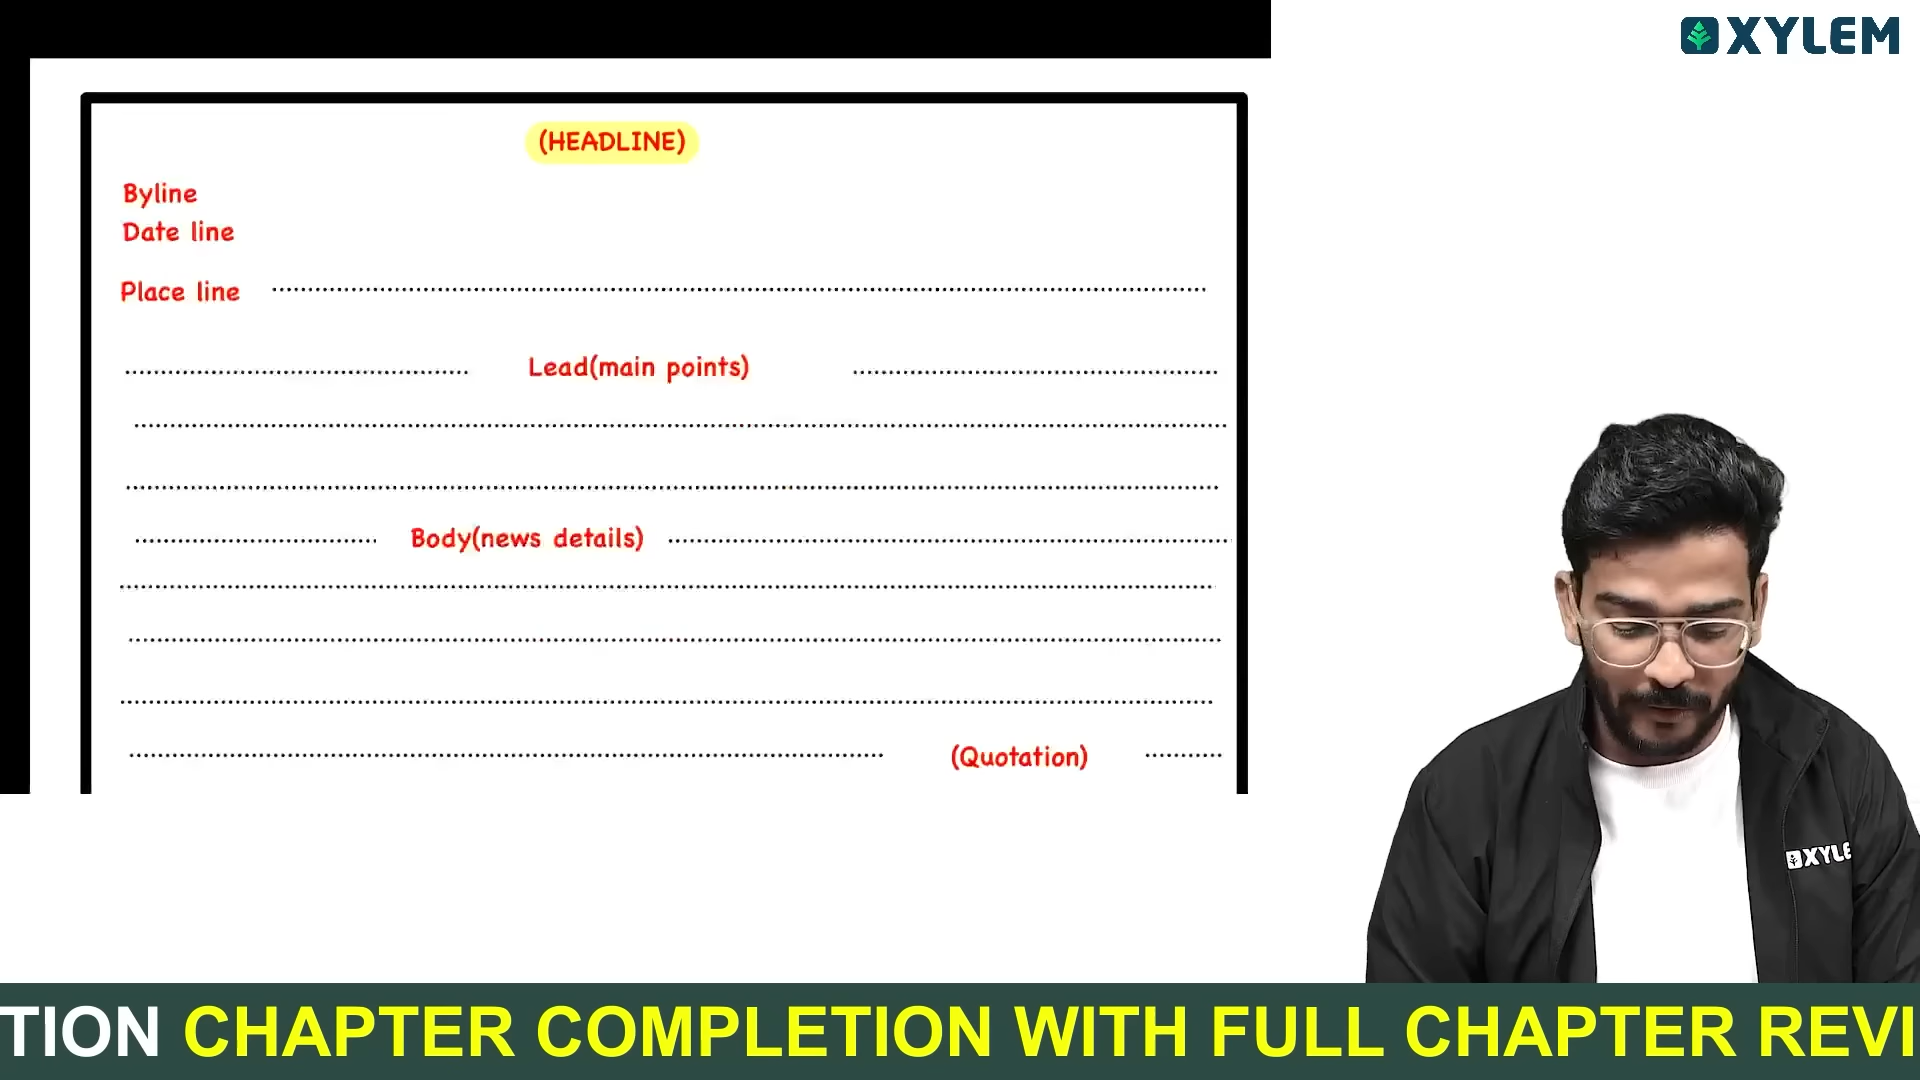 XYLEM
(HEADLINE)
Byline
Date line
Place line
Lead(main points)
Body(news details)
(Quotation)
XYLE
TION CHAPTER COMPLETION WITH FULL CHAPTER REVI